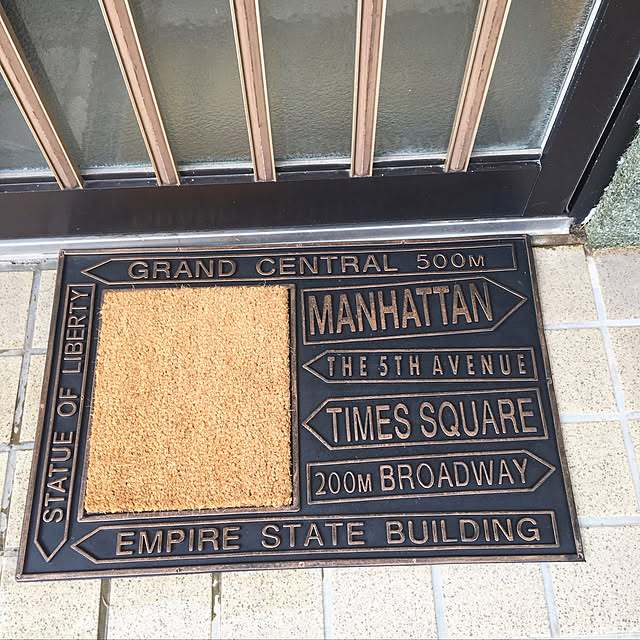 GRAND CENTRAL 500M
STATUE OF LIBERTY
MANHATTAN
THE 5TH AVENUE
TIMES SQUARE
200M BROADWAY
EMPIRE STATE BUILDING